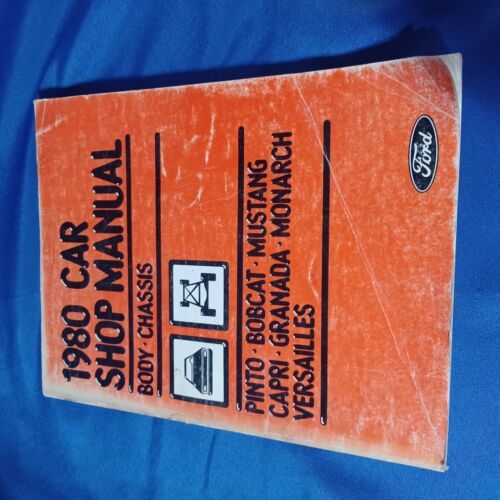 1980 CAR
SHOP MANUAL
BODY · CHASSIS
PINTO · BOBCAT · MUSTANG
CAPRI · GRANADA · MONARCH
VERSAILLES
Ford